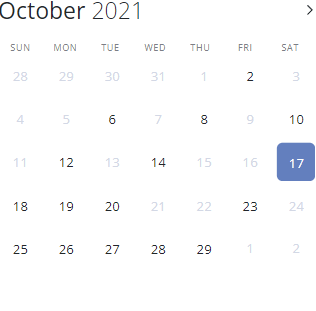 October 2021
SUN MON TUE WED THU FRI SAT
28 29 30 31 1 2 3
4 5 6 7 8 9 10
11 12 13 14 15 16 17
18 19 20 21 22 23 24
25 26 27 28 29 1 2